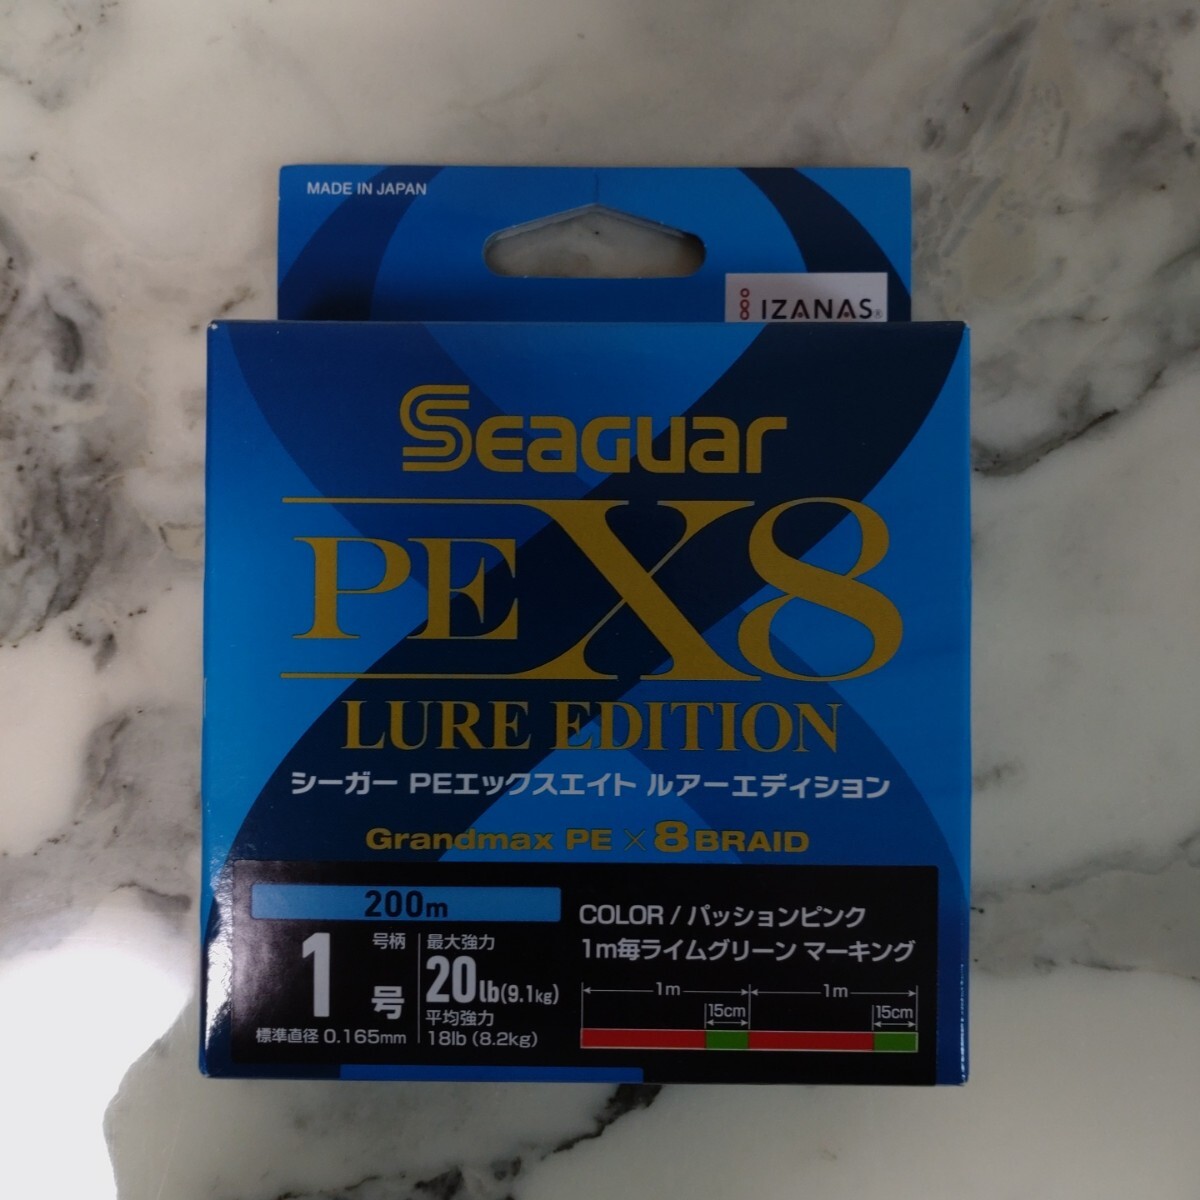 MADE IN JAPAN
IZANAS®
SEAGUAR
PE X8
LURE EDITION
シーガー PEエックスエイト ルアーエディション
Grandmax PE × 8 BRAID
200m
1号
号柄
標準直径 0.165mm
最大強力
20lb(9.1kg)
平均強力
18lb (8.2kg)
COLOR / パッションピンク
1m毎ライムグリーン マーキング
1m 1m
15cm 15cm